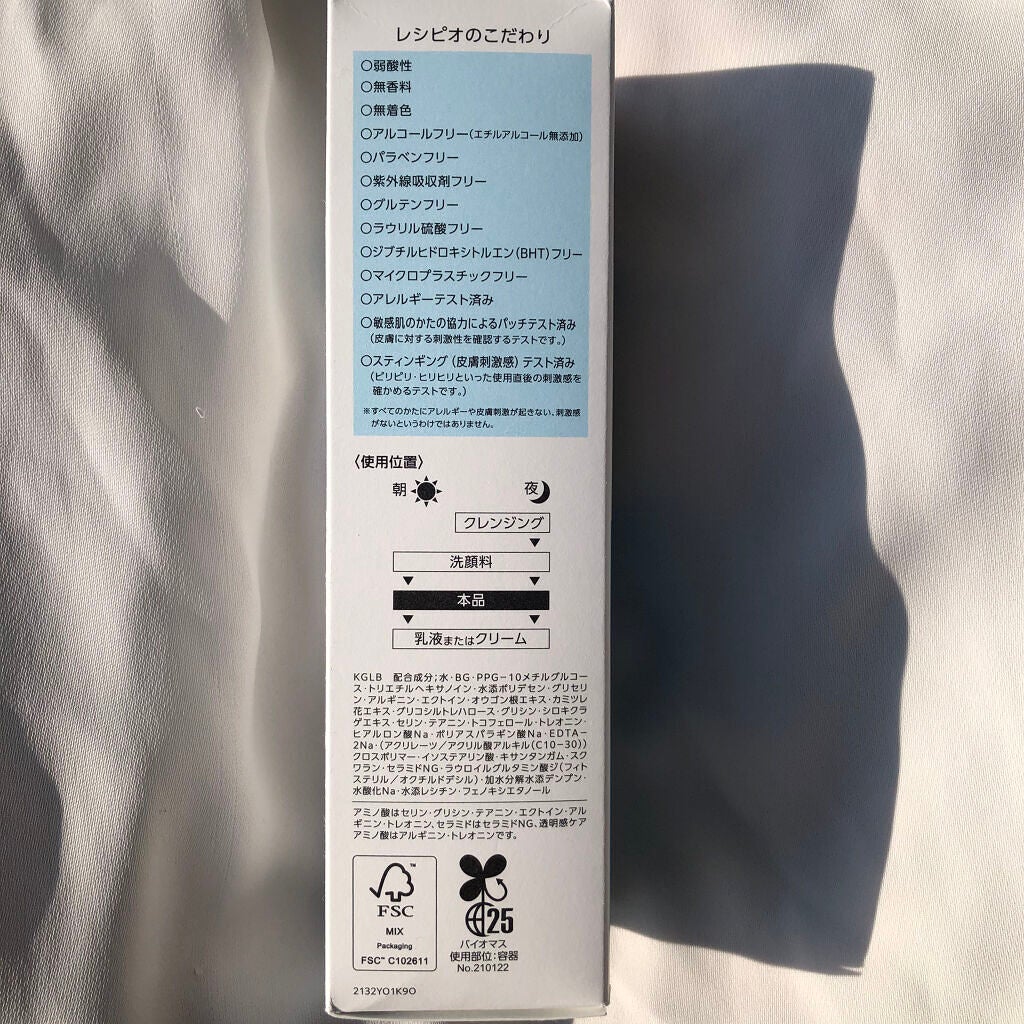 レシピオのこだわり
○弱酸性
○無香料
○無着色
○アルコールフリー(エチルアルコール無添加)
○パラベンフリー
○紫外線吸収剤フリー
○グルテンフリー
○ラウリル硫酸フリー
○ジブチルヒドロキシトルエン(BHT)フリー
○マイクロプラスチックフリー
○アレルギーテスト済み
○敏感肌のかたの協力によるパッチテスト済み
(皮膚に対する刺激性を確認するテストです。)
○スティンギング(皮膚刺激感)テスト済み
(ピリピリ・ヒリヒリといった使用直後の刺激感を
確かめるテストです。)
※すべてのかたにアレルギーや皮膚刺激が起きない、刺激感
がないというわけではありません。
〈使用位置〉
朝 夜
クレンジング
▼
洗顔料
▼ ▼
本品
▼ ▼
乳液またはクリーム
KGLB 配合成分;水・BG・PPG-10メチルグルコー
ス・トリエチルヘキサノイン・水添ポリデセン・グリセリ
ン・アルギニン・エクトイン・オウゴン根エキス・カミツレ
花エキス・グリコシルトレハロース・グリシン・シロキクラ
ゲエキス・セリン・テアニン・トコフェロール・トレオニン・
ヒアルロン酸Na・ポリアスパラギン酸Na・EDTA-
2Na・(アクリレーツ/アクリル酸アルキル(C10-30))
クロスポリマー・イソステアリン酸・キサンタンガム・スク
ワラン・セラミドNG・ラウロイルグルタミン酸ジ(フィト
ステリル/オクチルドデシル)・加水分解水添デンプン・
水酸化Na・水添レシチン・フェノキシエタノール
アミノ酸はセリン・グリシン・テアニン・エクトイン・アル
ギニン・トレオニン、セラミドはセラミドNG、透明感ケア
アミノ酸はアルギニン・トレオニンです。
™
FSC
MIX
Packaging
FSC™ C102611
25
バイオマス
使用部位:容器
No.210122
2132YO1K9O